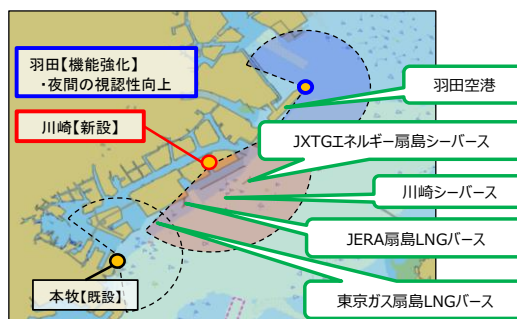 羽田【機能強化】
・夜間の視認性向上
羽田空港
川崎【新設】
JXTGエネルギー扇島シーバース
川崎シーバース
JERA扇島LNGバース
本牧【既設】
東京ガス扇島LNGバース